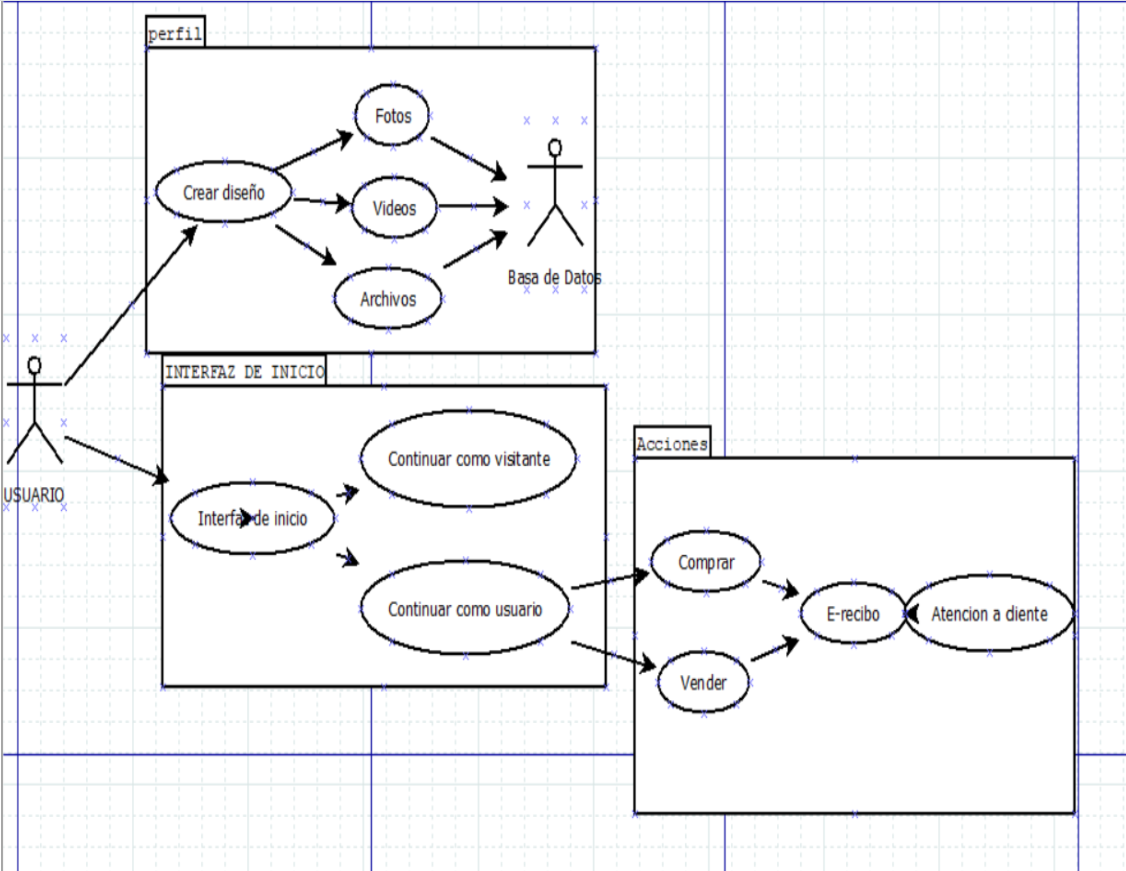 perfil
Fotos
Crear diseño
Videos
Basa de Datos
Archivos
INTERFAZ DE INICIO
USUARIO
Continuar como visitante
Interfaz de inicio
Continuar como usuario
Acciones
Comprar
E-recibo
Atencion a cliente
Vender